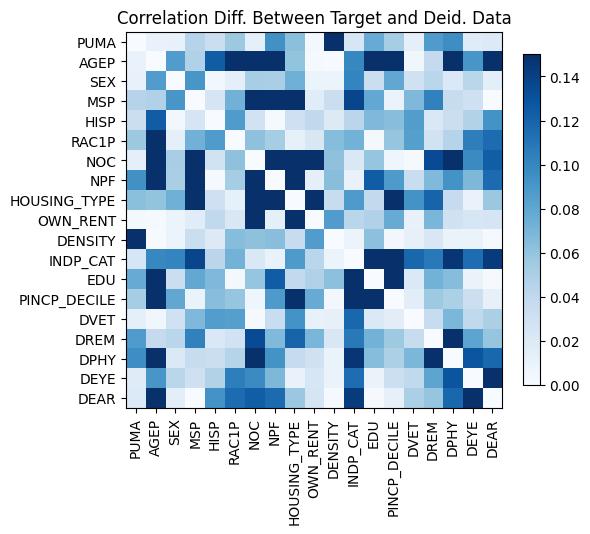 Correlation Diff. Between Target and Deid. Data
PUMA
AGEP
SEX
MSP
HISP
RAC1P
NOC
NPF
HOUSING_TYPE
OWN_RENT
DENSITY
INDP_CAT
EDU
PINCP_DECILE
DVET
DREM
DPHY
DEYE
DEAR
PUMA
AGEP
SEX
MSP
HISP
RAC1P
NOC
NPF
HOUSING_TYPE
OWN_RENT
DENSITY
INDP_CAT
EDU
PINCP_DECILE
DVET
DREM
DPHY
DEYE
DEAR
0.14
0.12
0.10
0.08
0.06
0.04
0.02
0.00